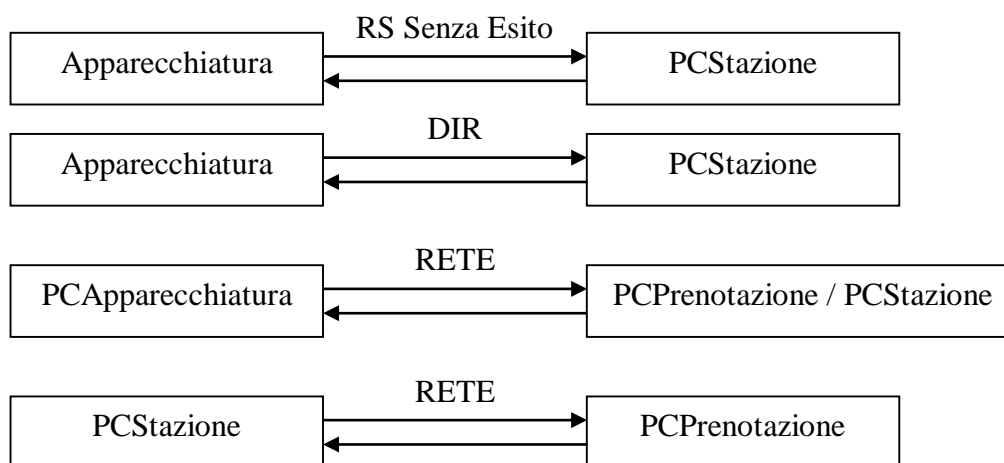 RS Senza Esito
Apparecchiatura
PCStazione
DIR
Apparecchiatura
PCStazione
RETE
PCApparecchiatura
PCPrenotazione / PCStazione
RETE
PCStazione
PCPrenotazione